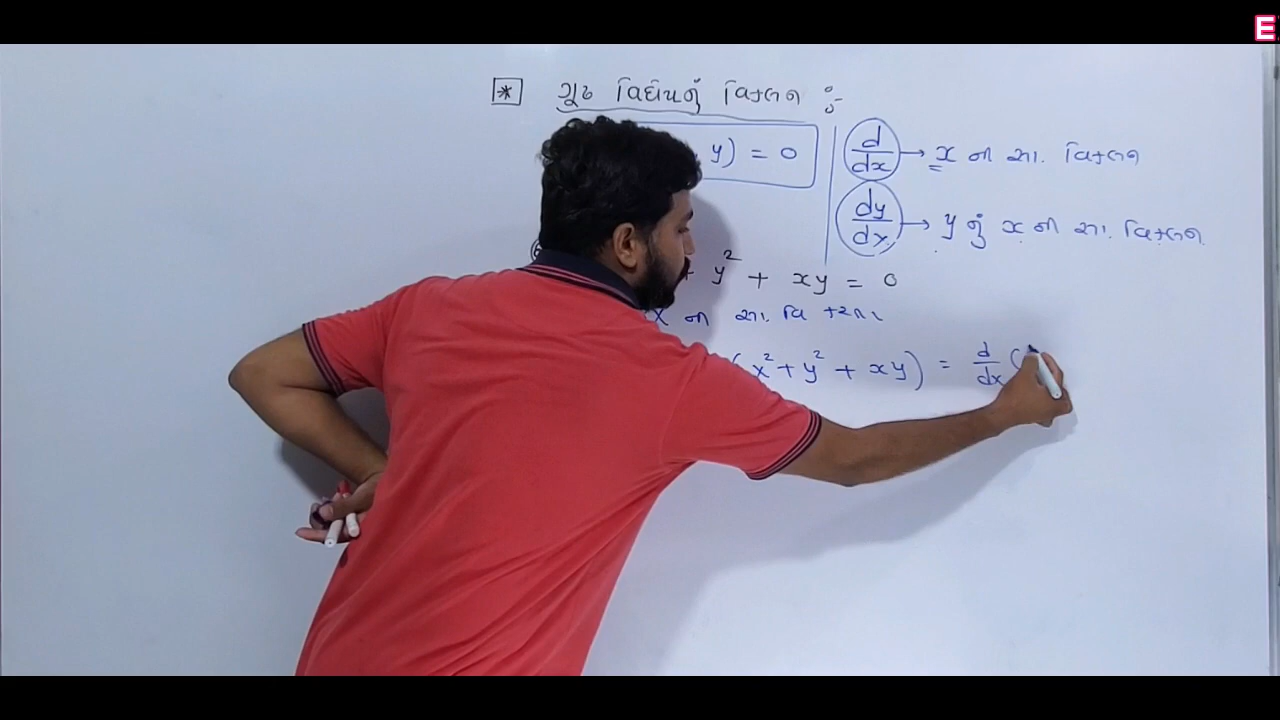 E
* ગૂઢ વિધેયનું વિકલન :-
y) = 0
d/dx → x ના સા. વિકલન
dy/dx → y નું x ના સા. વિકલન
+ y² + xy = 0
x ના સા. વિ કરતા
(x² + y² + xy) = d/dx (